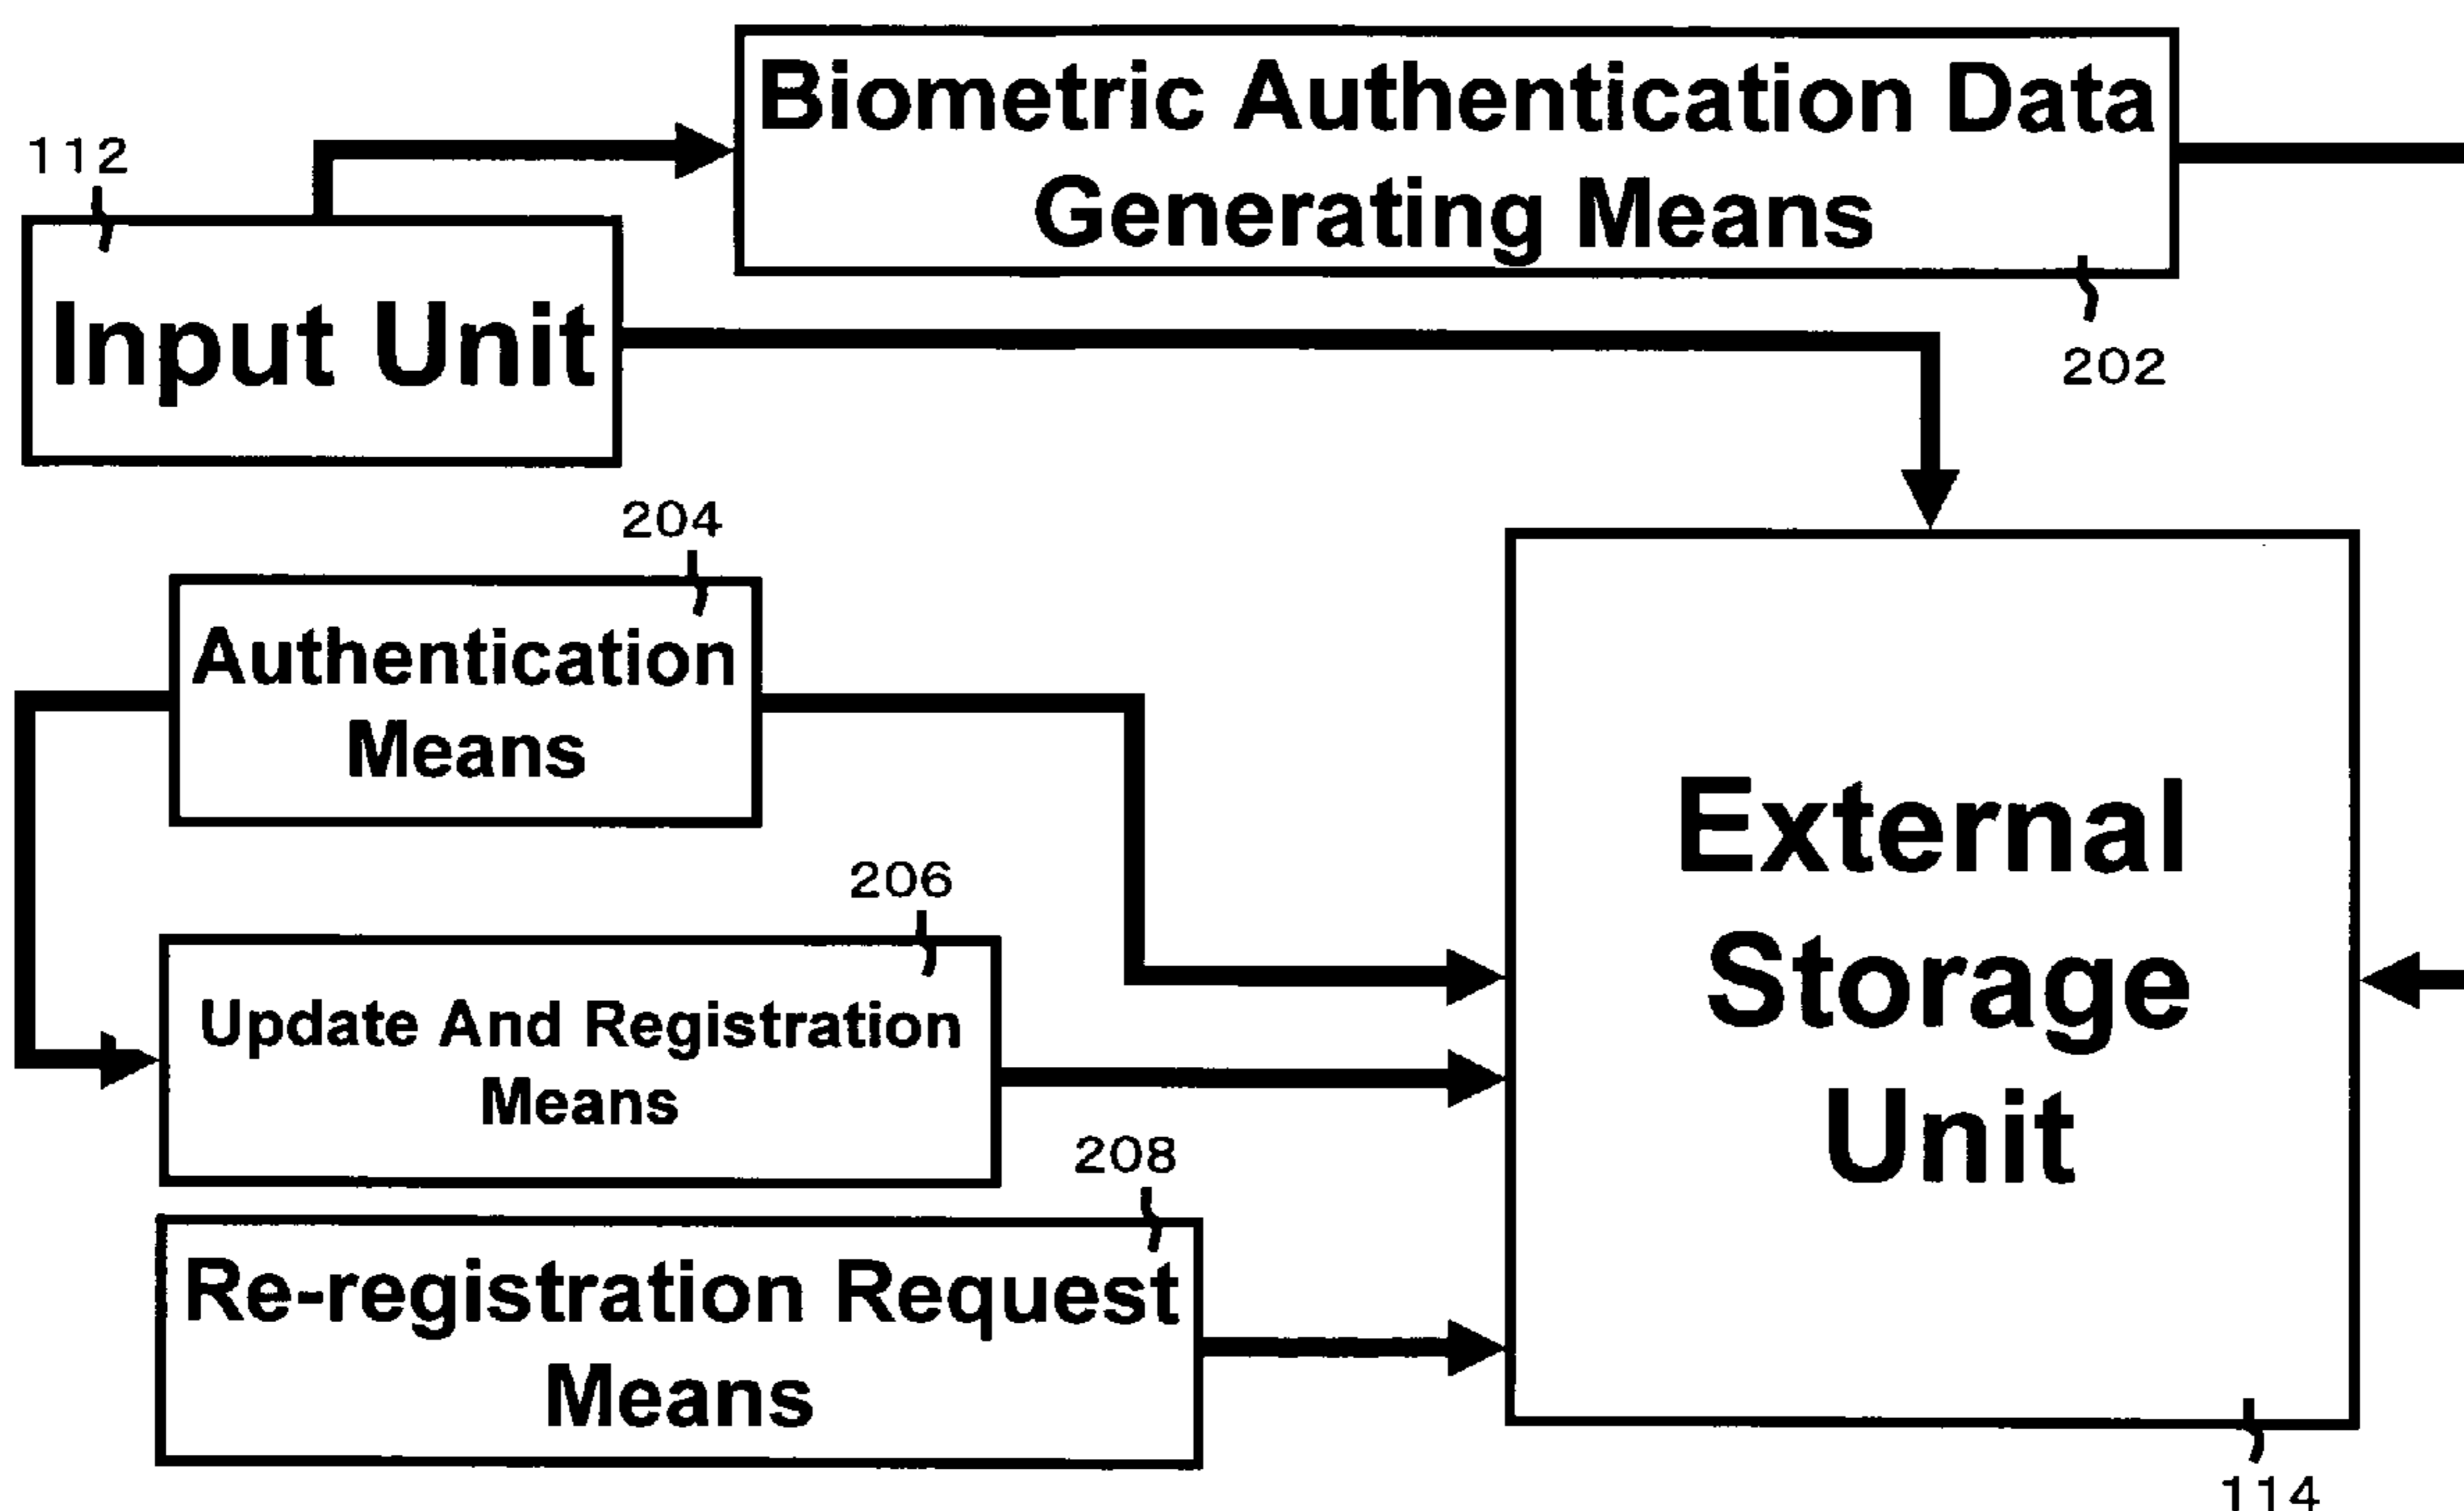 Biometric Authentication Data
Generating Means
112
Input Unit
202
204
Authentication
Means
External
Storage
Unit
206
Update And Registration
Means
208
Re-registration Request
Means
114